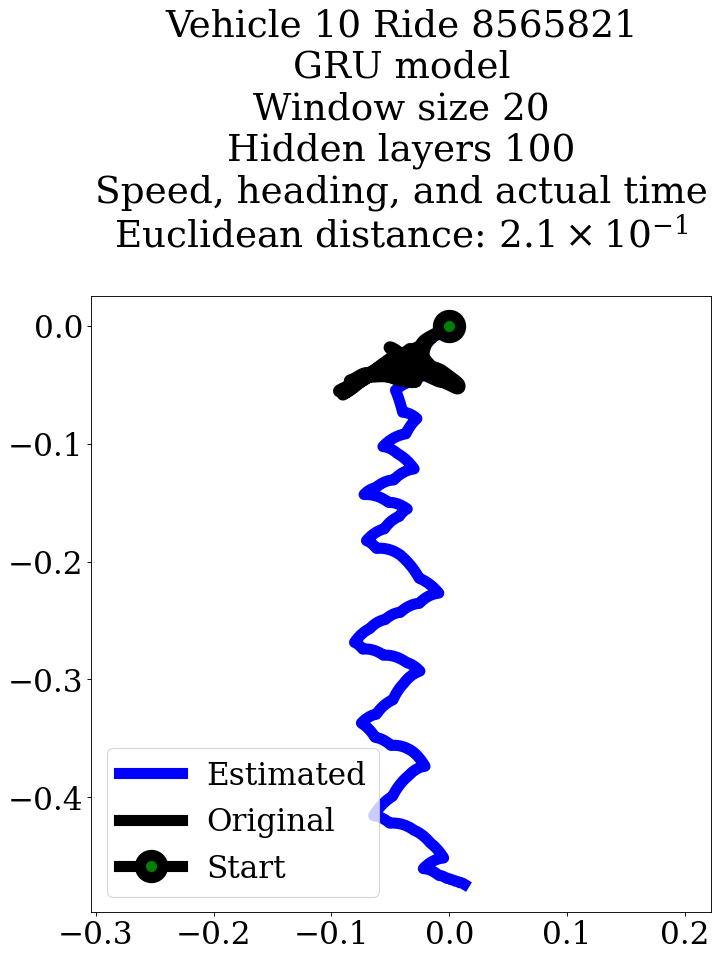 Vehicle 10 Ride 8565821
GRU model
Window size 20
Hidden layers 100
Speed, heading, and actual time
Euclidean distance: 2.1 × 10⁻¹
0.0
−0.1
−0.2
−0.3
−0.4
Estimated
Original
Start
−0.3 −0.2 −0.1 0.0 0.1 0.2